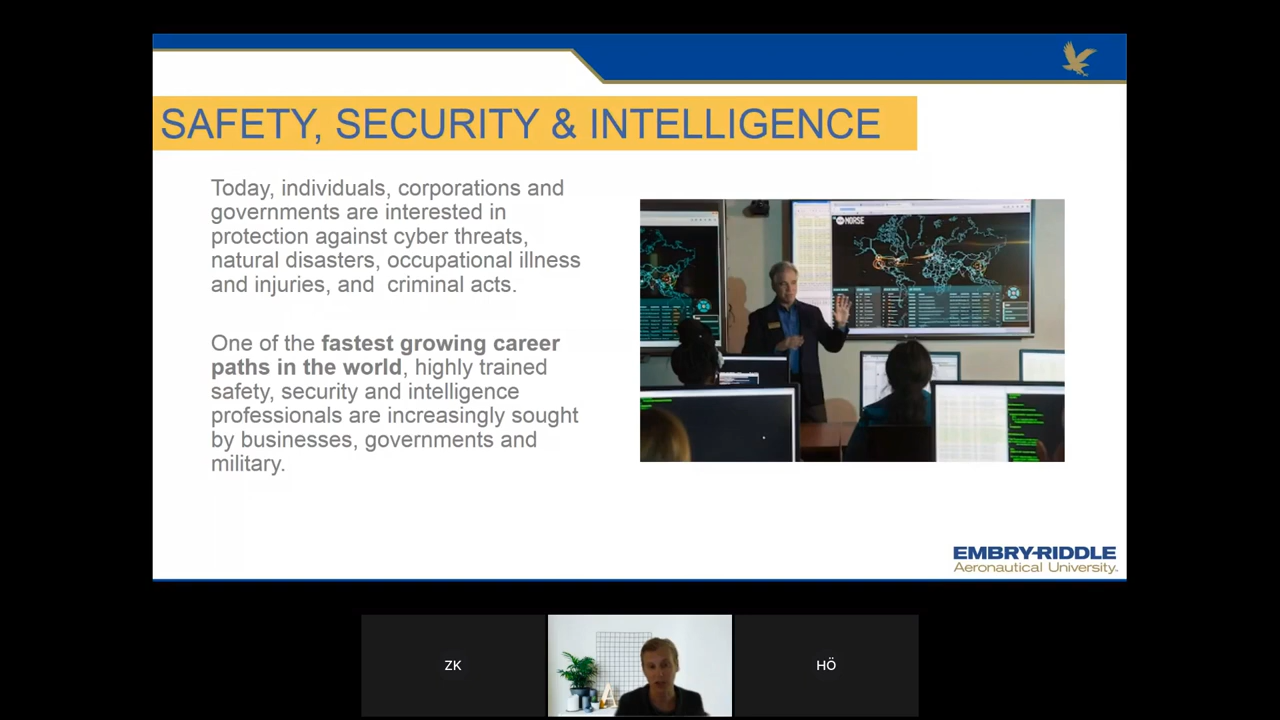 SAFETY, SECURITY & INTELLIGENCE
Today, individuals, corporations and
governments are interested in
protection against cyber threats,
natural disasters, occupational illness
and injuries, and  criminal acts.
One of the fastest growing career
paths in the world, highly trained
safety, security and intelligence
professionals are increasingly sought
by businesses, governments and
military.
NORSE
EMBRY-RIDDLE
Aeronautical University
ZK
HÖ